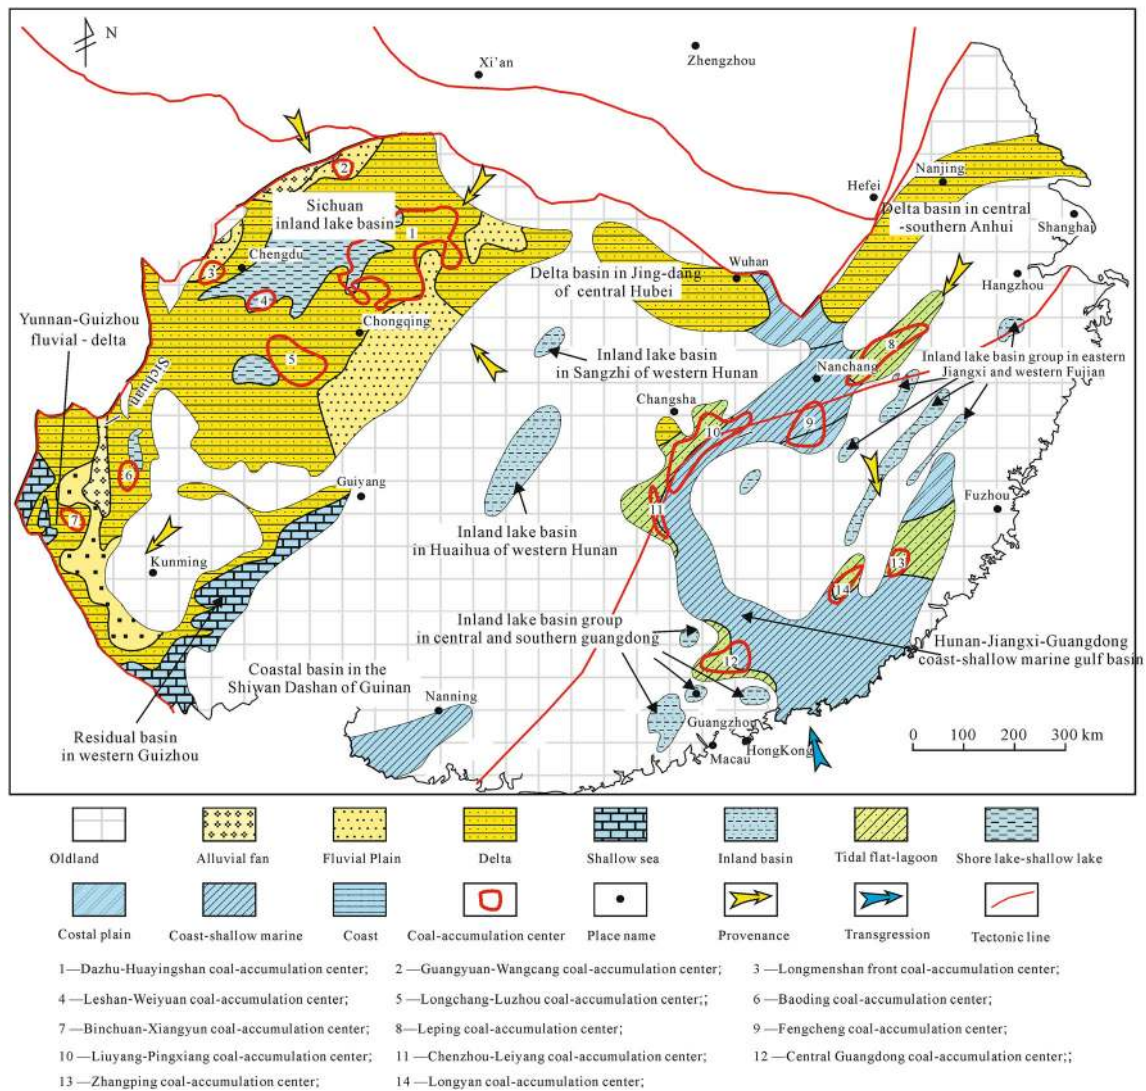 N
Xi'an
Zhengzhou
2
Nanjing
Hefei
Sichuan
inland lake basin
1
Delta basin in central
-southern Anhui
Shanghai
3
Chengdu
Wuhan
Delta basin in Jing-dang
of central Hubei
Hangzhou
4
Yunnan-Guizhou
fluvial - delta
Chongqing
8
5
Inland lake basin
in Sangzhi of western Hunan
Inland lake basin group in eastern
Jiangxi and western Fujian
Nanchang
Sichuan
Changsha
10
9
6
Guiyang
Fuzhou
11
7
Inland lake basin
in Huaihua of western Hunan
Kunming
13
14
Inland lake basin group
in central and southern guangdong
Hunan-Jiangxi-Guangdong
coast-shallow marine gulf basin
12
Coastal basin in the
Shiwan Dashan of Guinan
Nanning
Guangzhou
Residual basin
in western Guizhou
HongKong
Macau
0 100 200 300 km
Oldland Alluvial fan Fluvial Plain Delta Shallow sea Inland basin Tidal flat-lagoon Shore lake-shallow lake
Costal plain Coast-shallow marine Coast Coal-accumulation center Place name Provenance Transgression Tectonic line
1—Dazhu-Huayingshan coal-accumulation center; 2 —Guangyuan-Wangcang coal-accumulation center; 3 —Longmenshan front coal-accumulation center;
4 —Leshan-Weiyuan coal-accumulation center; 5 —Longchang-Luzhou coal-accumulation center;; 6 —Baoding coal-accumulation center;
7 —Binchuan-Xiangyun coal-accumulation center; 8—Leping coal-accumulation center; 9 —Fengcheng coal-accumulation center;
10 —Liuyang-Pingxiang coal-accumulation center; 11 —Chenzhou-Leiyang coal-accumulation center; 12 —Central Guangdong coal-accumulation center;;
13 —Zhangping coal-accumulation center; 14 —Longyan coal-accumulation center;